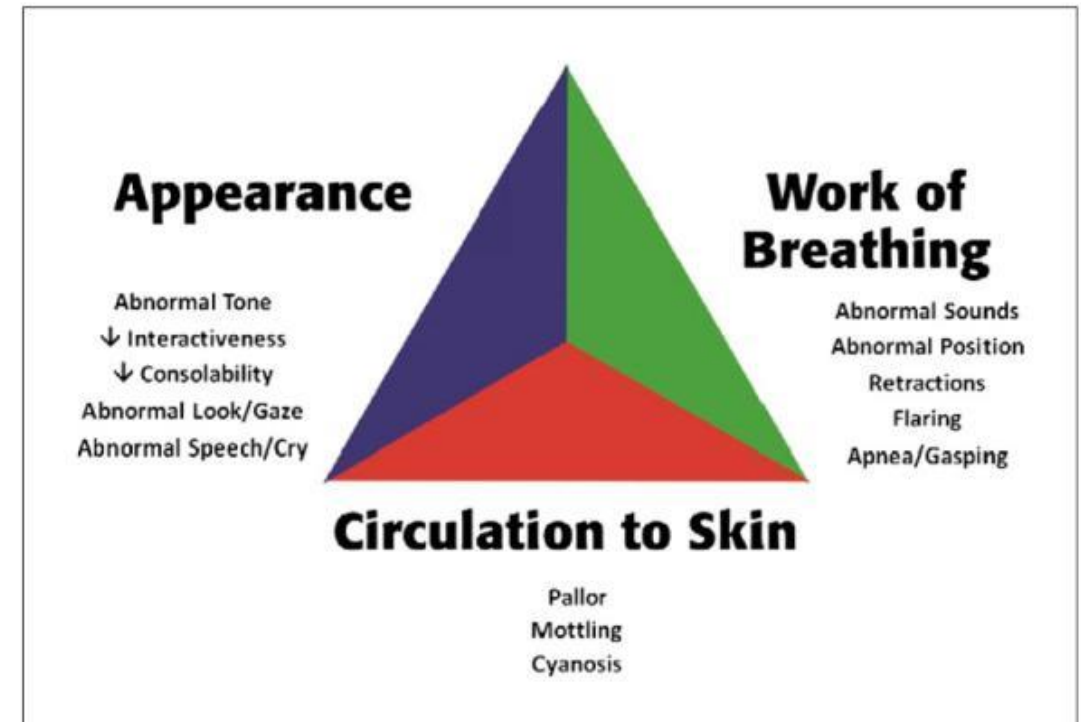 Appearance
Abnormal Tone
↓ Interactiveness
↓ Consolability
Abnormal Look/Gaze
Abnormal Speech/Cry
Work of
Breathing
Abnormal Sounds
Abnormal Position
Retractions
Flaring
Apnea/Gasping
Circulation to Skin
Pallor
Mottling
Cyanosis